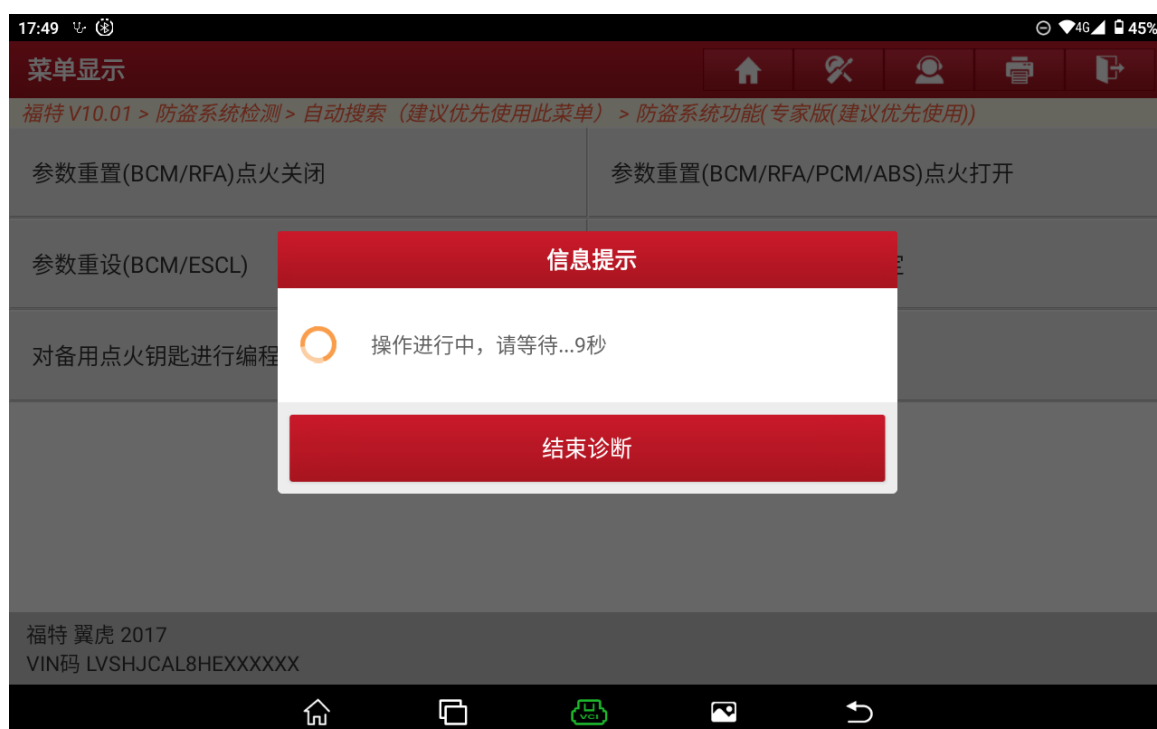 17:49
4G 45%
菜单显示
福特 V10.01 > 防盗系统检测 > 自动搜索（建议优先使用此菜单） > 防盗系统功能(专家版(建议优先使用))
参数重置(BCM/RFA)点火关闭
参数重置(BCM/RFA/PCM/ABS)点火打开
参数重设(BCM/ESCL)
信息提示
操作进行中，请等待...9秒
对备用点火钥匙进行编程
结束诊断
福特 翼虎 2017
VIN码 LVSHJCAL8HEXXXXXX
VCI